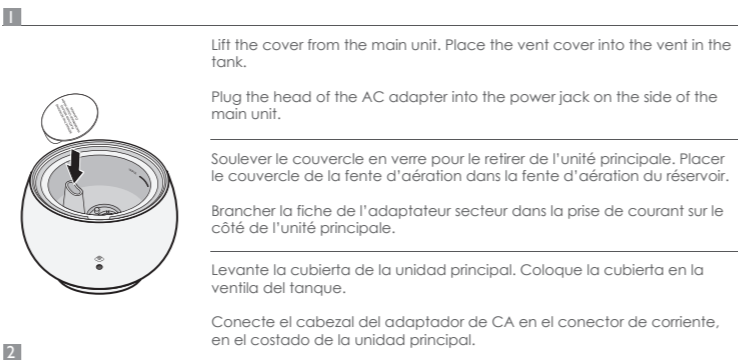 1
Lift the cover from the main unit. Place the vent cover into the vent in the
tank.
Plug the head of the AC adapter into the power jack on the side of the
main unit.
Soulever le couvercle en verre pour le retirer de l'unité principale. Placer
le couvercle de la fente d'aération dans la fente d'aération du réservoir.
Brancher la fiche de l'adaptateur secteur dans la prise de courant sur le
côté de l'unité principale.
Levante la cubierta de la unidad principal. Coloque la cubierta en la
ventila del tanque.
Conecte el cabezal del adaptador de CA en el conector de corriente,
en el costado de la unidad principal.
2